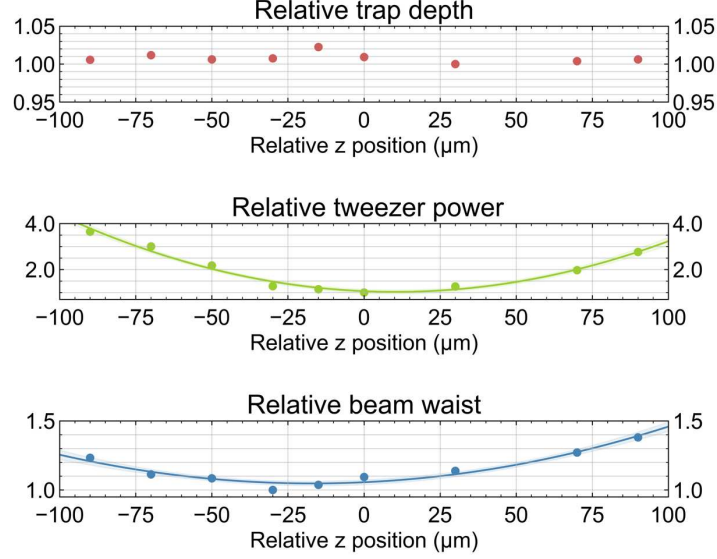 Relative trap depth
1.05 1.05
1.00 1.00
0.95 0.95
−100 −75 −50 −25 0 25 50 75 100
Relative z position (μm)
Relative tweezer power
4.0 4.0
2.0 2.0
−100 −75 −50 −25 0 25 50 75 100
Relative z position (μm)
Relative beam waist
1.5 1.5
1.0 1.0
−100 −75 −50 −25 0 25 50 75 100
Relative z position (μm)